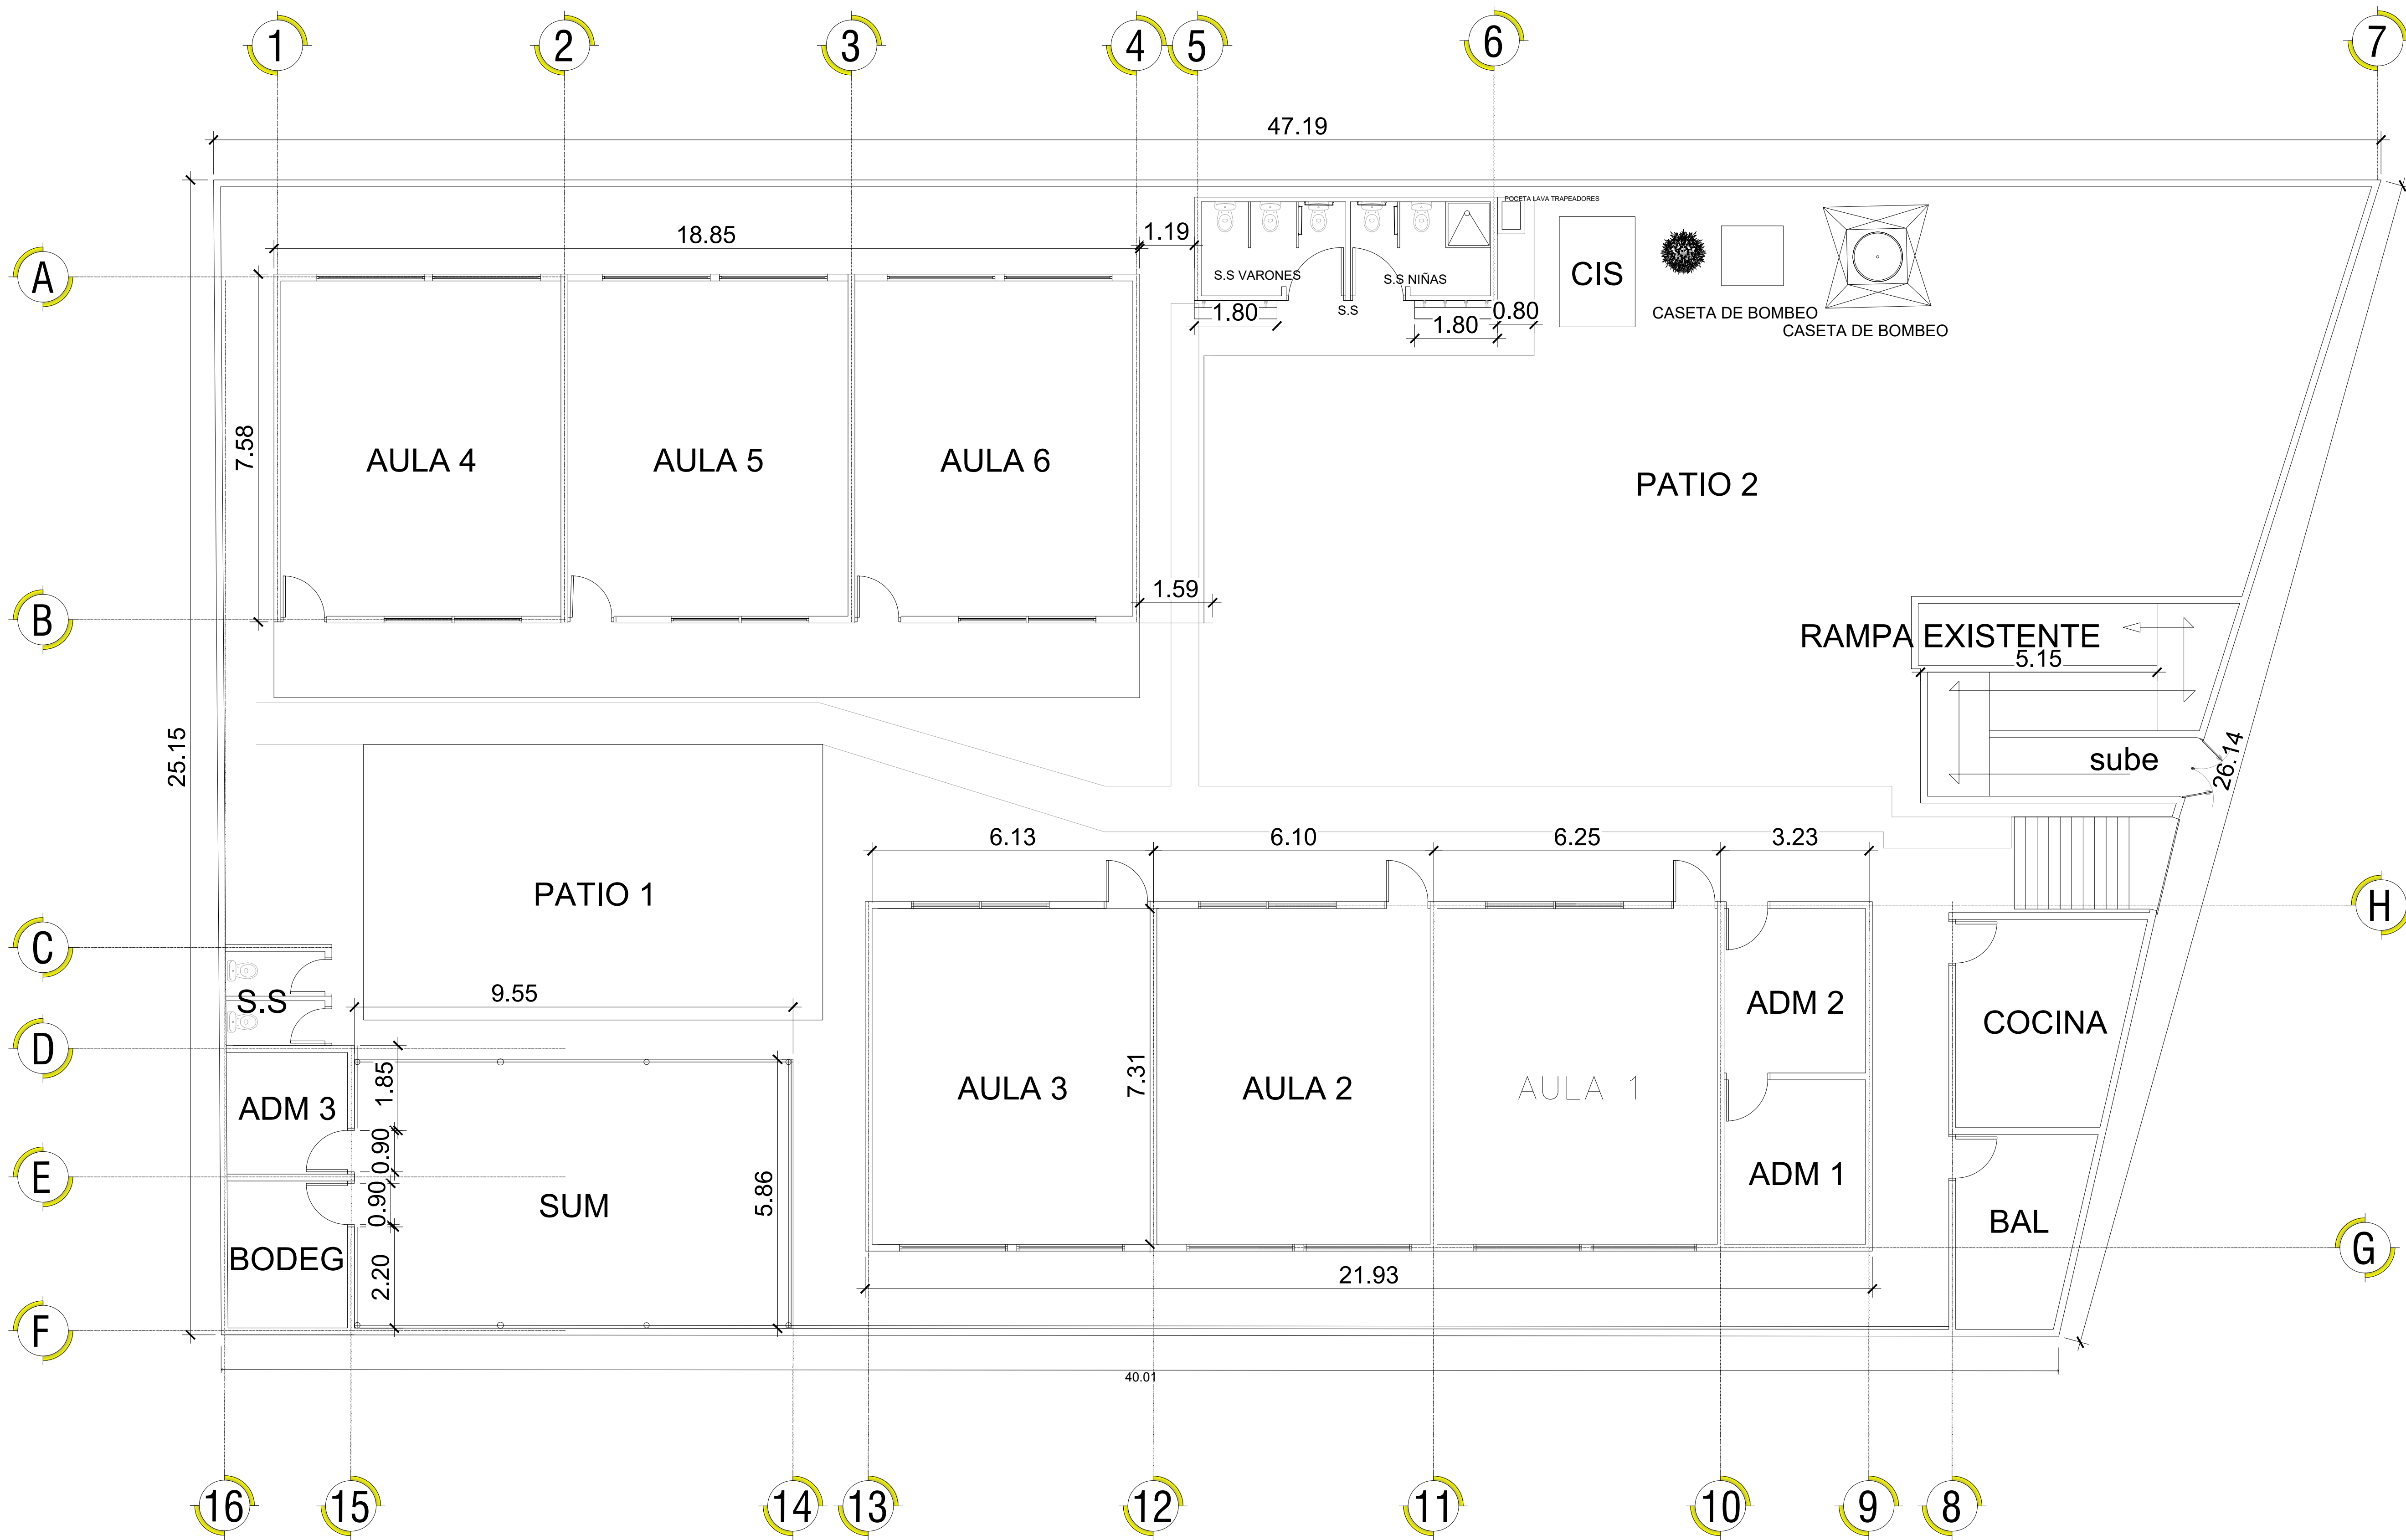 1
2
3
4
5
6
7
47.19
18.85
1.19
POCETA LAVA TRAPEADORES
A
S.S VARONES
S.S NIÑAS
CIS
1.80
S.S
1.80
0.80
CASETA DE BOMBEO
CASETA DE BOMBEO
7.58
AULA 4
AULA 5
AULA 6
PATIO 2
B
1.59
RAMPA EXISTENTE
5.15
25.15
sube
26.14
6.13
6.10
6.25
3.23
PATIO 1
H
C
9.55
S.S
ADM 2
COCINA
D
1.85
ADM 3
AULA 3
7.31
AULA 2
AULA 1
0.90
E
0.90
SUM
5.86
ADM 1
BAL
BODEG
2.20
G
21.93
F
40.01
16
15
14
13
12
11
10
9
8